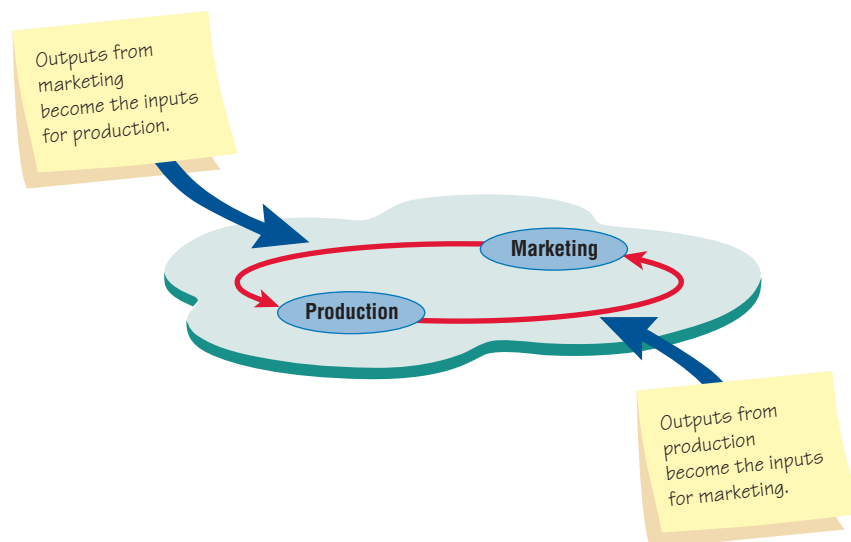 Outputs from
marketing
become the inputs
for production.
Marketing
Production
Outputs from
production
become the inputs
for marketing.